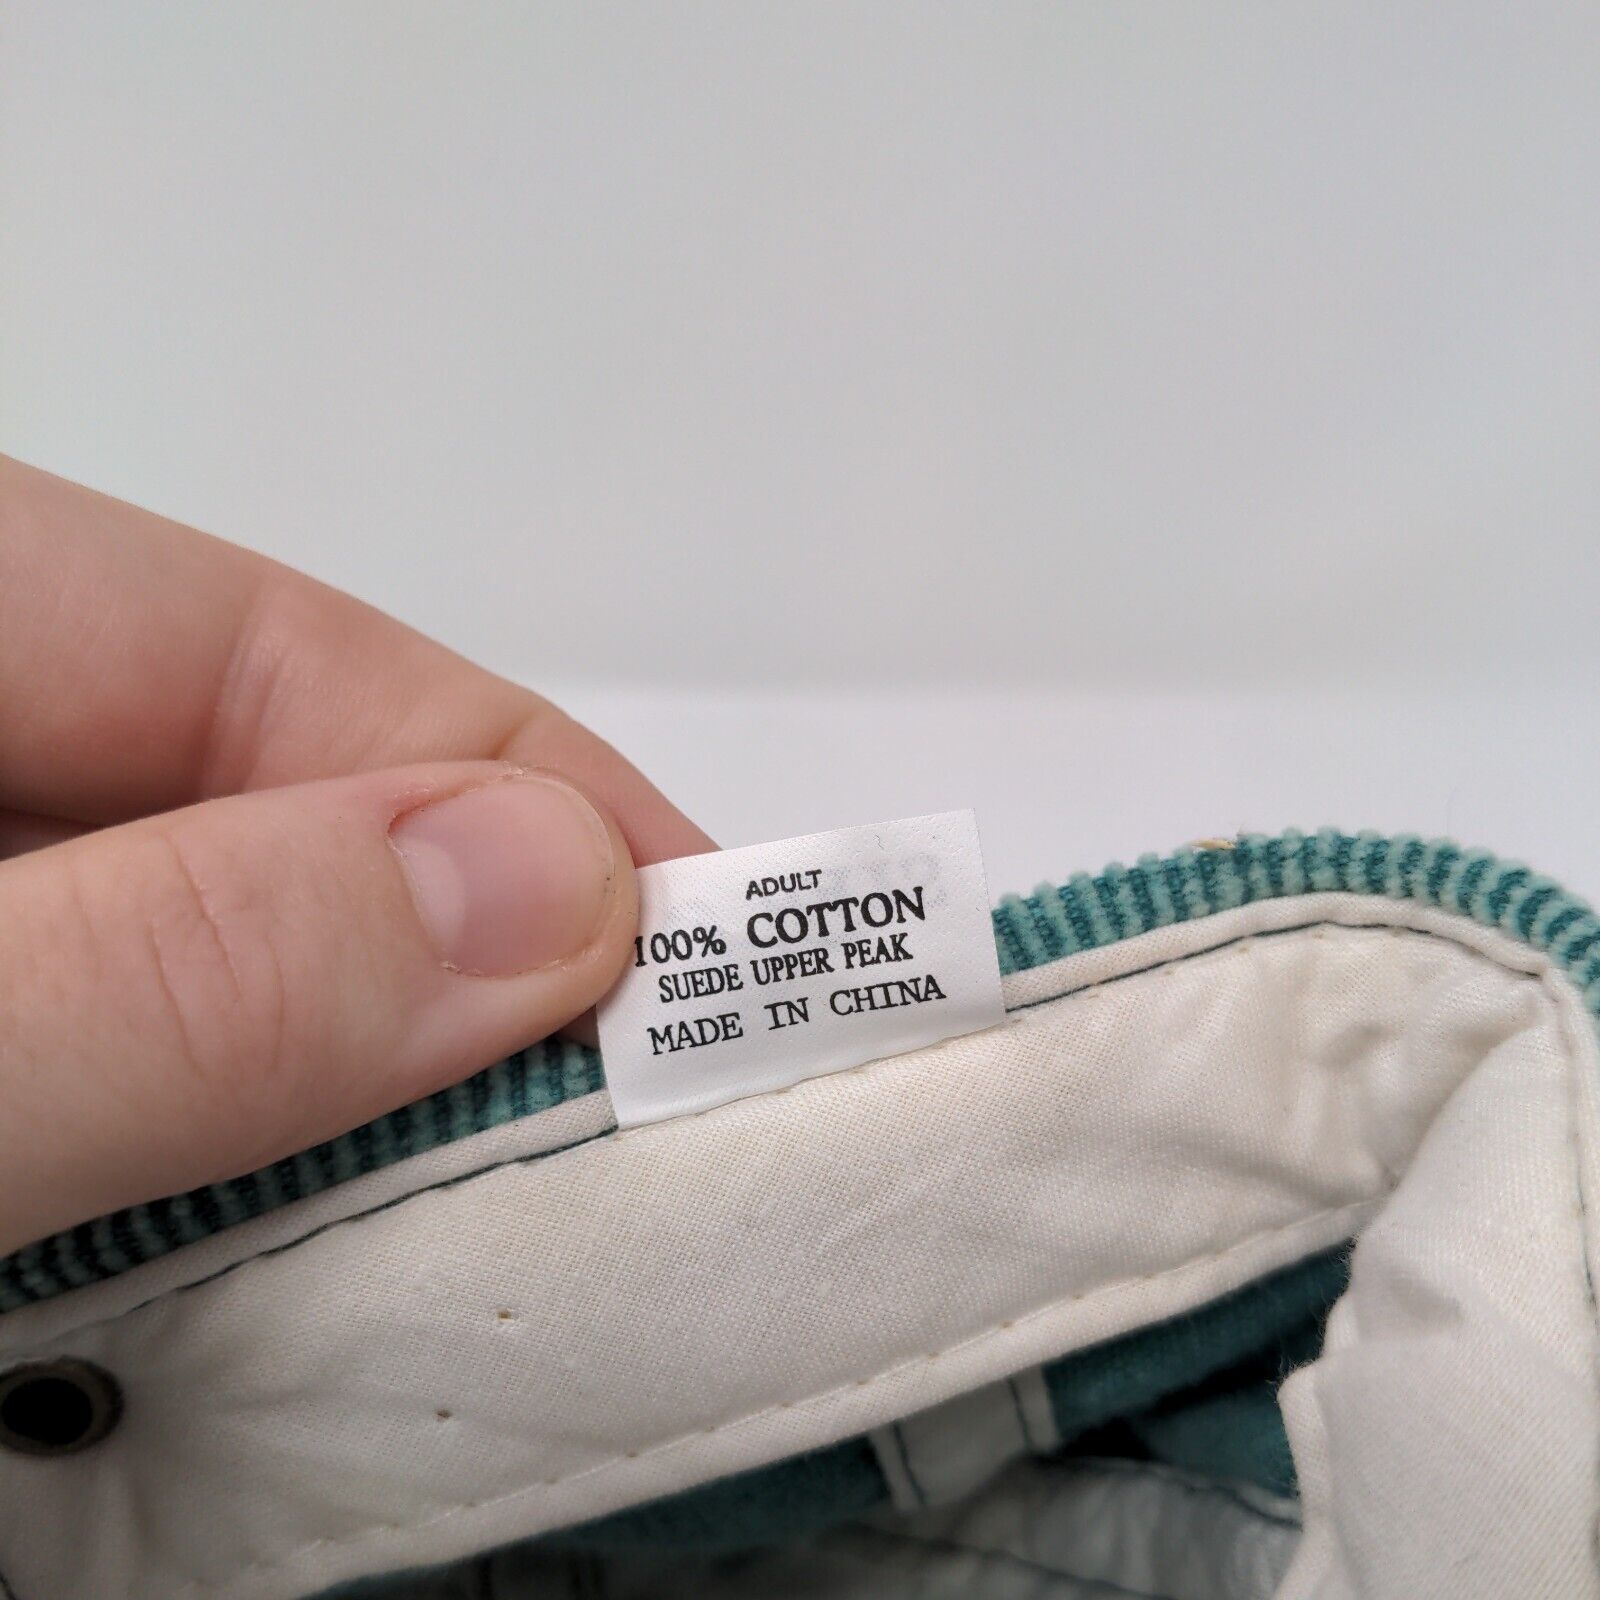 ADULT
100% COTTON
SUEDE UPPER PEAK
MADE IN CHINA